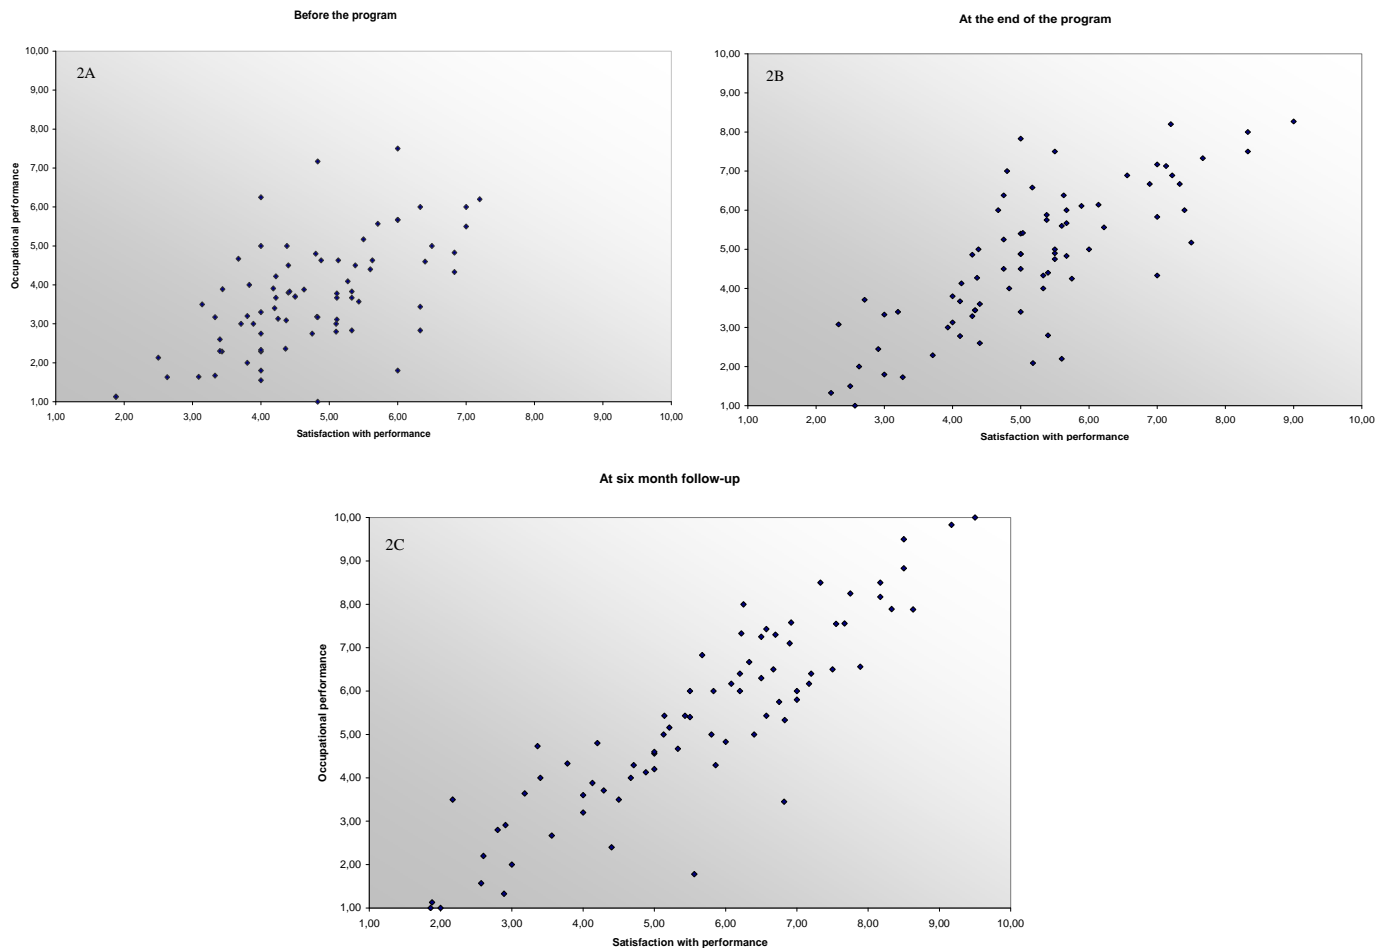 Before the program
2A
10,00
9,00
8,00
7,00
6,00
5,00
4,00
3,00
2,00
1,00
Occupational performance
1,00 2,00 3,00 4,00 5,00 6,00 7,00 8,00 9,00 10,00
Satisfaction with performance
At the end of the program
2B
10,00
9,00
8,00
7,00
6,00
5,00
4,00
3,00
2,00
1,00
1,00 2,00 3,00 4,00 5,00 6,00 7,00 8,00 9,00 10,00
Satisfaction with performance
At six month follow-up
2C
10,00
9,00
8,00
7,00
6,00
5,00
4,00
3,00
2,00
1,00
Occupational performance
1,00 2,00 3,00 4,00 5,00 6,00 7,00 8,00 9,00 10,00
Satisfaction with performance